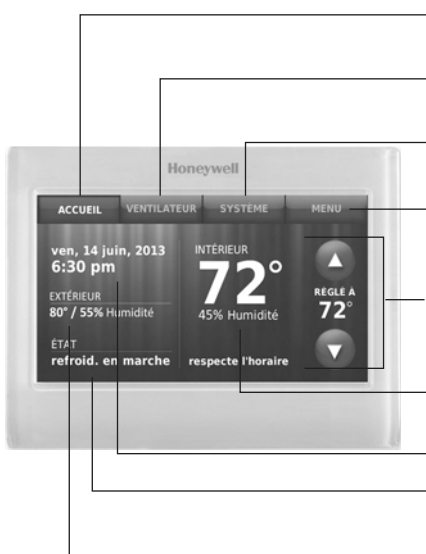 Honeywell
ACCUEIL VENTILATEUR SYSTÈME MENU
ven, 14 juin, 2013
6:30 pm
EXTÉRIEUR
80° / 55% Humidité
ÉTAT
refroid. en marche
INTÉRIEUR
72°
45% Humidité
respecte l'horaire
RÉGLÉ À
72°